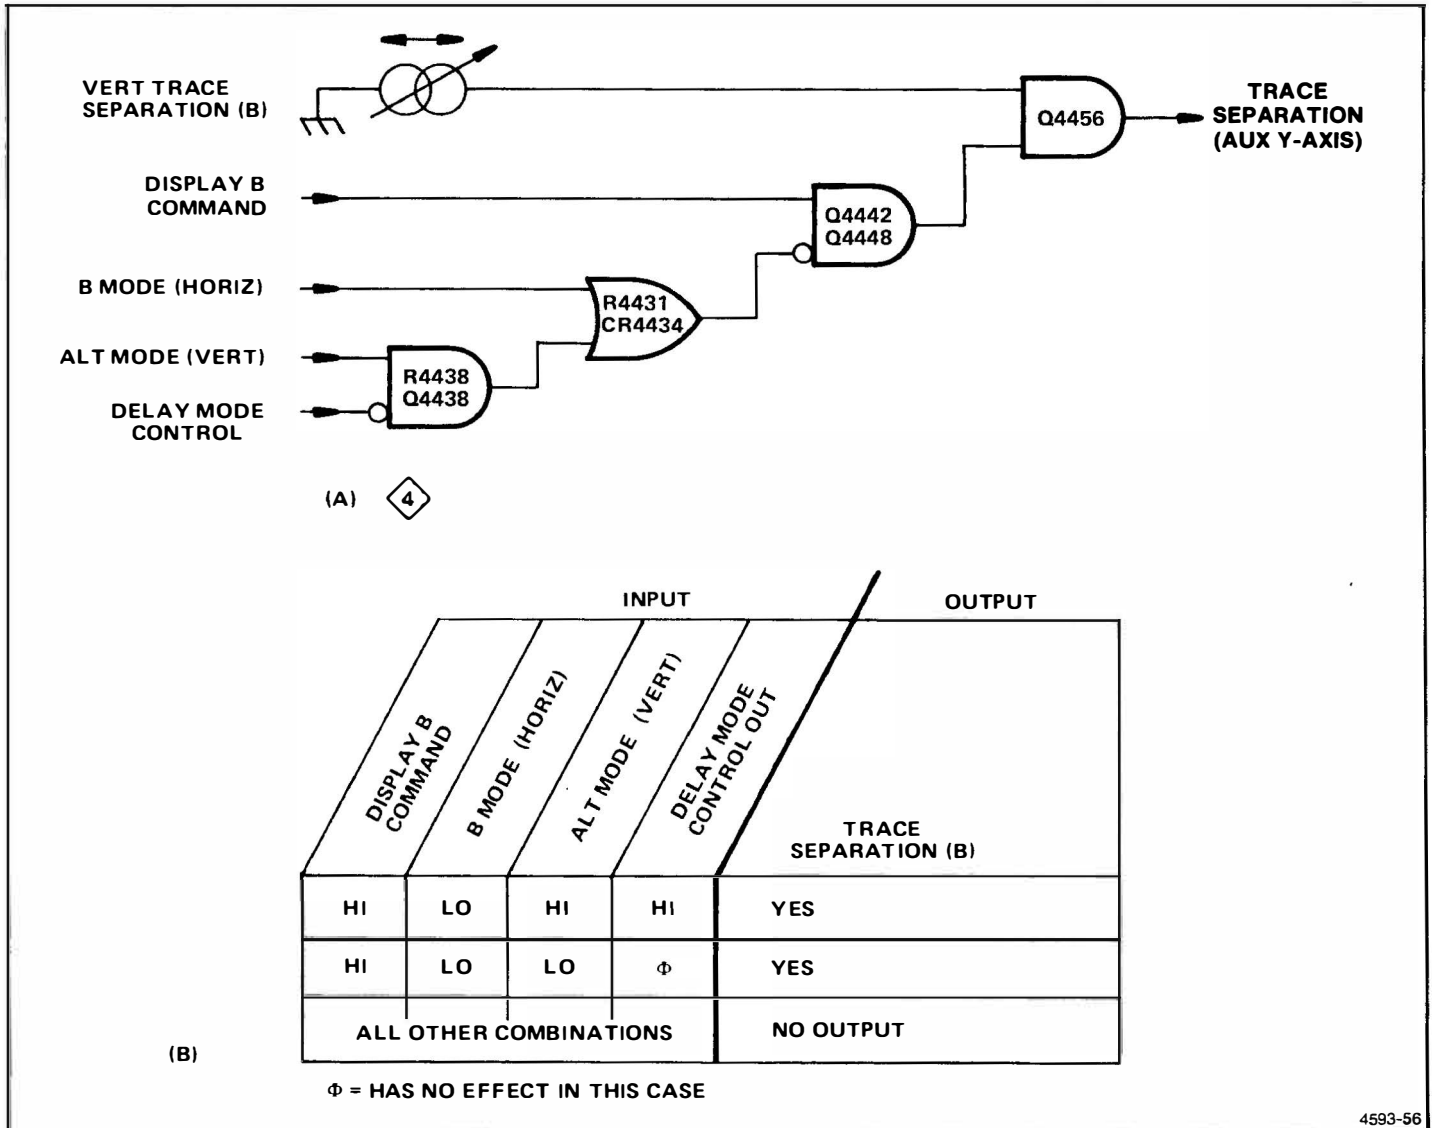 VERT TRACE
SEPARATION (B)
Q4456
TRACE
SEPARATION
(AUX Y-AXIS)
DISPLAY B
COMMAND
Q4442
Q4448
B MODE (HORIZ)
R4431
CR4434
ALT MODE (VERT)
R4438
Q4438
DELAY MODE
CONTROL
(A) 4
INPUT OUTPUT
DISPLAY B
COMMAND
B MODE (HORIZ)
ALT MODE (VERT)
DELAY MODE
CONTROL OUT
TRACE
SEPARATION (B)
HI LO HI HI YES
HI LO LO Φ YES
ALL OTHER COMBINATIONS NO OUTPUT
(B)
Φ = HAS NO EFFECT IN THIS CASE
4593-56